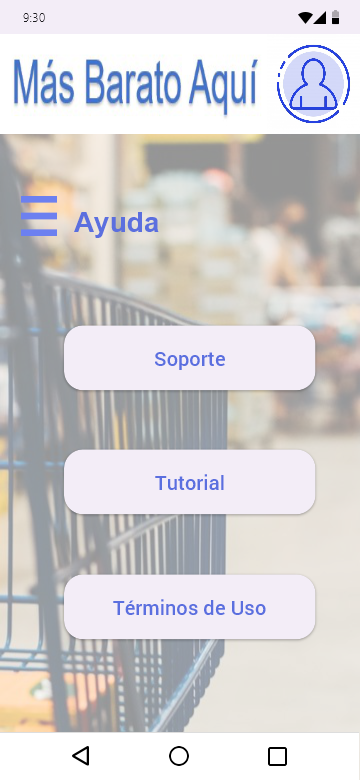 9:30
Más Barato Aquí
Ayuda
Soporte
Tutorial
Términos de Uso